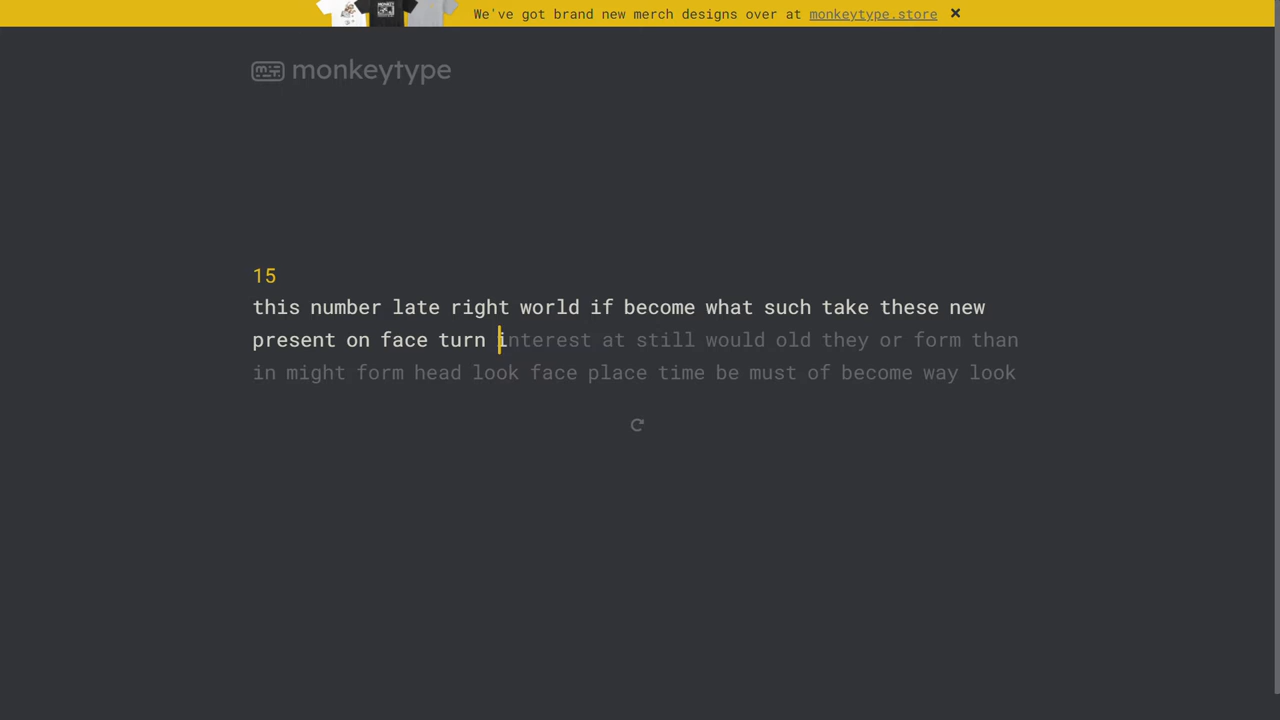 We've got brand new merch designs over at monkeytype.store
monkeytype
15
this number late right world if become what such take these new
present on face turn interest at still would old they or form than
in might form head look face place time be must of become way look